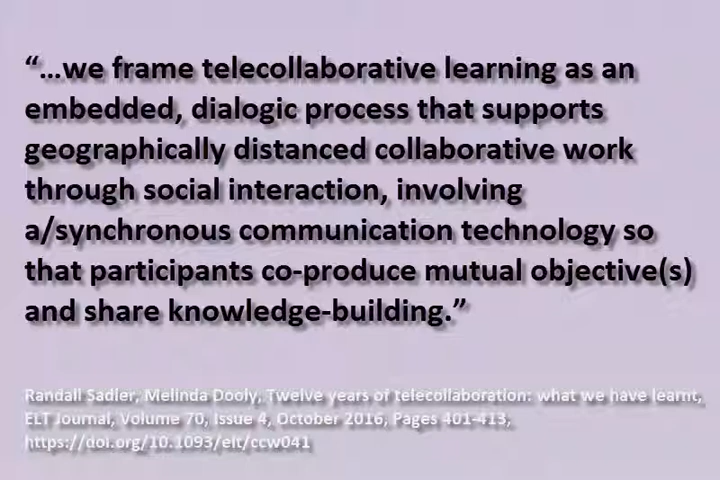 “...we frame telecollaborative learning as an
embedded, dialogic process that supports
geographically distanced collaborative work
through social interaction, involving
a/synchronous communication technology so
that participants co-produce mutual objective(s)
and share knowledge-building.”
Randall Sadler, Melinda Dooly, Twelve years of telecollaboration: what we have learnt,
ELT Journal, Volume 70, Issue 4, October 2016, Pages 401-413,
https://doi.org/10.1093/elt/ccw041